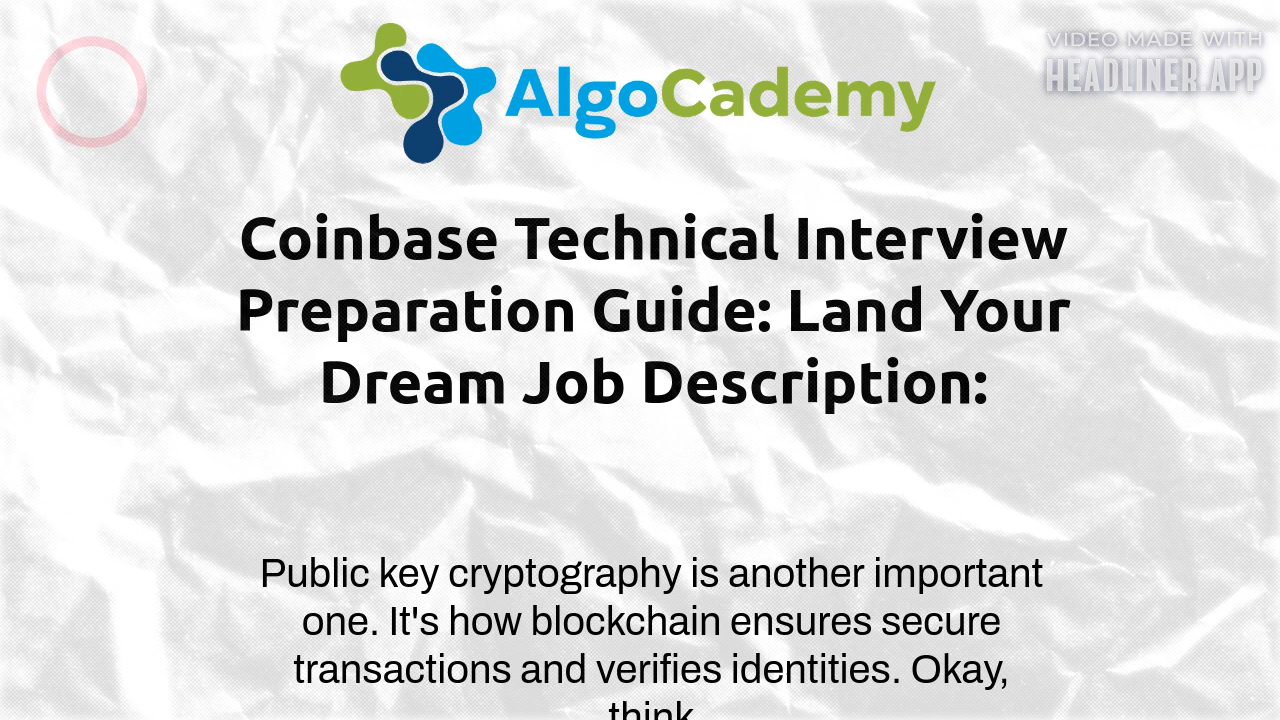 VIDEO MADE WITH
HEADLINER.APP
AlgoCademy
Coinbase Technical Interview
Preparation Guide: Land Your
Dream Job Description:
Public key cryptography is another important
one. It's how blockchain ensures secure
transactions and verifies identities. Okay,
think